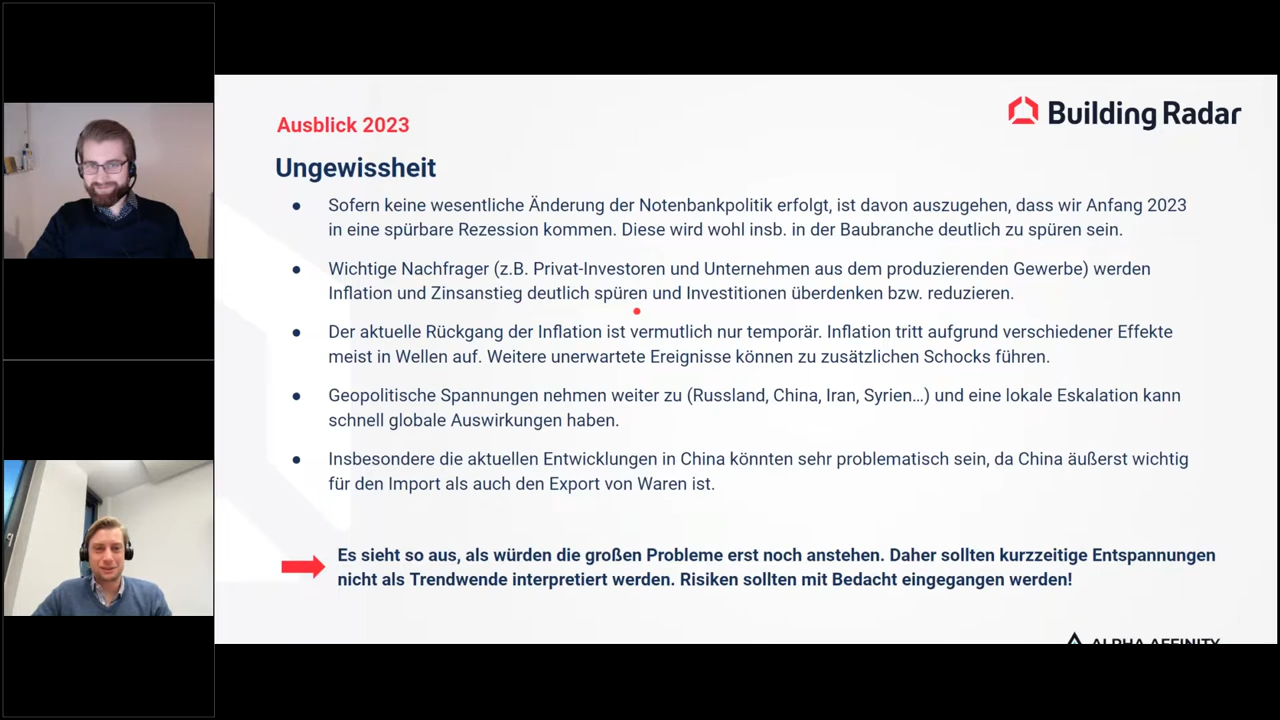 Building Radar
Ausblick 2023
Ungewissheit
● Sofern keine wesentliche Änderung der Notenbankpolitik erfolgt, ist davon auszugehen, dass wir Anfang 2023
in eine spürbare Rezession kommen. Diese wird wohl insb. in der Baubranche deutlich zu spüren sein.
● Wichtige Nachfrager (z.B. Privat-Investoren und Unternehmen aus dem produzierenden Gewerbe) werden
Inflation und Zinsanstieg deutlich spüren und Investitionen überdenken bzw. reduzieren.
● Der aktuelle Rückgang der Inflation ist vermutlich nur temporär. Inflation tritt aufgrund verschiedener Effekte
meist in Wellen auf. Weitere unerwartete Ereignisse können zu zusätzlichen Schocks führen.
● Geopolitische Spannungen nehmen weiter zu (Russland, China, Iran, Syrien…) und eine lokale Eskalation kann
schnell globale Auswirkungen haben.
● Insbesondere die aktuellen Entwicklungen in China könnten sehr problematisch sein, da China äußerst wichtig
für den Import als auch den Export von Waren ist.
Es sieht so aus, als würden die großen Probleme erst noch anstehen. Daher sollten kurzzeitige Entspannungen
nicht als Trendwende interpretiert werden. Risiken sollten mit Bedacht eingegangen werden!
ALPHA AFFINITY